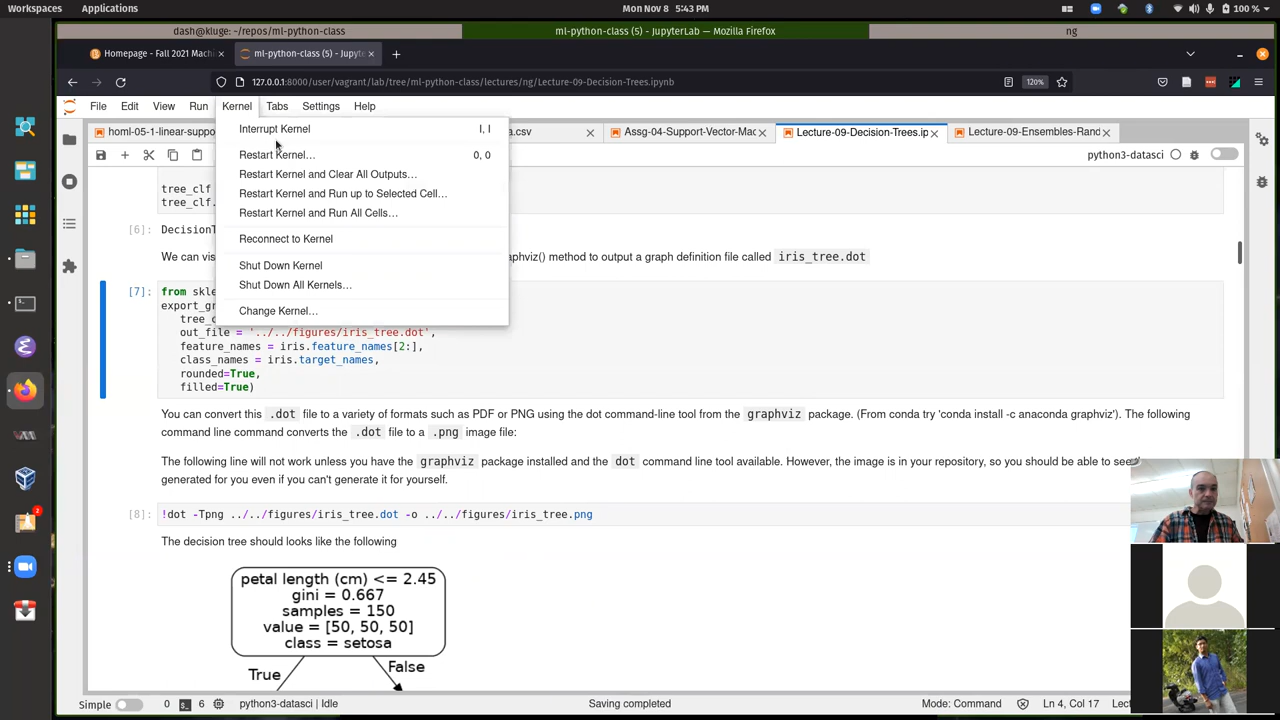 Workspaces
Applications
Mon Nov 8 5:43 PM
100 %
dash@kluge: ~/repos/ml-python-class
ml-python-class (5) - JupyterLab — Mozilla Firefox
ng
Homepage - Fall 2021 Mac
ml-python-class (5) - Jupyt
127.0.0.1:8000/user/vagrant/lab/tree/ml-python-class/lectures/ng/Lecture-09-Decision-Trees.ipynb
120%
File Edit View Run Kernel Tabs Settings Help
homl-05-1-linear-suppo
a.csv
Assg-04-Support-Vector-Mac
Lecture-09-Decision-Trees.ip
Lecture-09-Ensembles-Rand
python3-datasci
Interrupt Kernel I, I
Restart Kernel… 0, 0
Restart Kernel and Clear All Outputs…
Restart Kernel and Run up to Selected Cell…
Restart Kernel and Run All Cells…
Reconnect to Kernel
Shut Down Kernel
Shut Down All Kernels…
Change Kernel…
tree_clf
tree_clf.
[6]: DecisionT
We can vis
aphviz() method to output a graph definition file called iris_tree.dot
[7]: from skle
export_gr
tree_c
out_file = '../../figures/iris_tree.dot',
feature_names = iris.feature_names[2:],
class_names = iris.target_names,
rounded=True,
filled=True)
You can convert this .dot file to a variety of formats such as PDF or PNG using the dot command-line tool from the graphviz package. (From conda try 'conda install -c anaconda graphviz'). The following
command line command converts the .dot file to a .png image file:
The following line will not work unless you have the graphviz package installed and the dot command line tool available. However, the image is in your repository, so you should be able to see
generated for you even if you can't generate it for yourself.
[8]: !dot -Tpng ../../figures/iris_tree.dot -o ../../figures/iris_tree.png
The decision tree should looks like the following
petal length (cm) <= 2.45
gini = 0.667
samples = 150
value = [50, 50, 50]
class = setosa
True
False
Simple 0 6 python3-datasci | Idle Saving completed Mode: Command Ln 4, Col 17 Lect
2